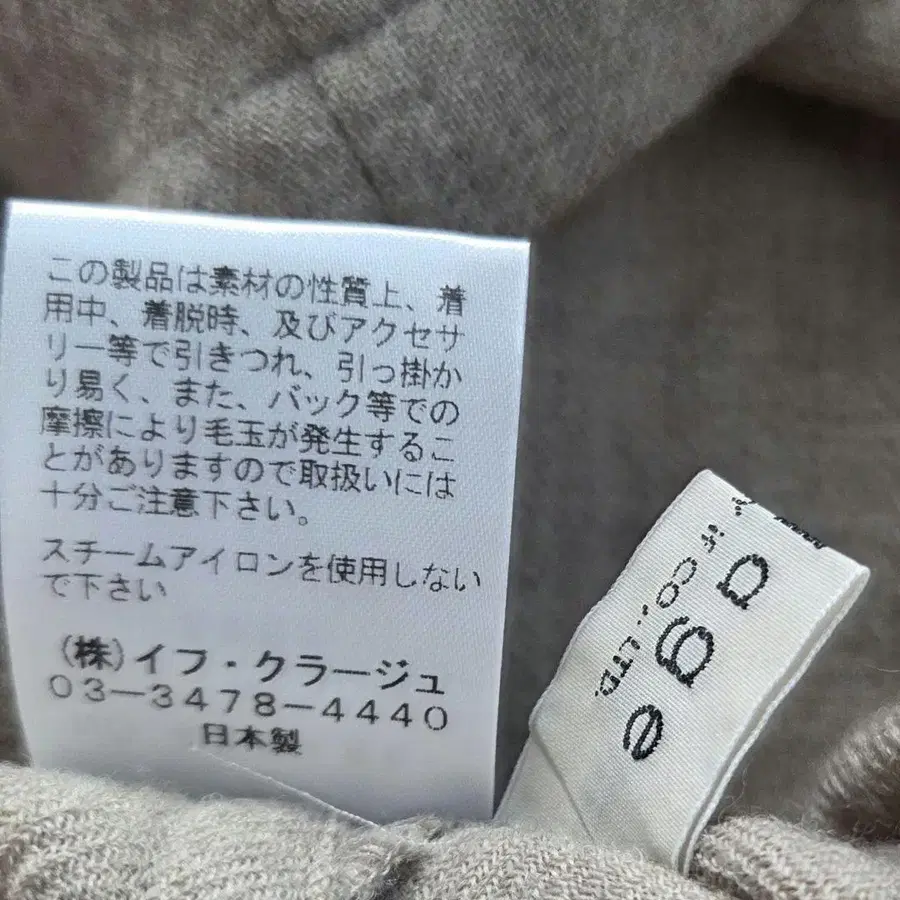 この製品は素材の性質上、着
用中、着脱時、及びアクセサ
リー等で引きつれ、引っ掛か
り易く、また、バック等での
摩擦により毛玉が発生するこ
とがありますので取扱いには
十分ご注意下さい。
スチームアイロンを使用しない
で下さい
(株)イフ・クラージュ
03-3478-4440
日本製
age
if CO., LTD.